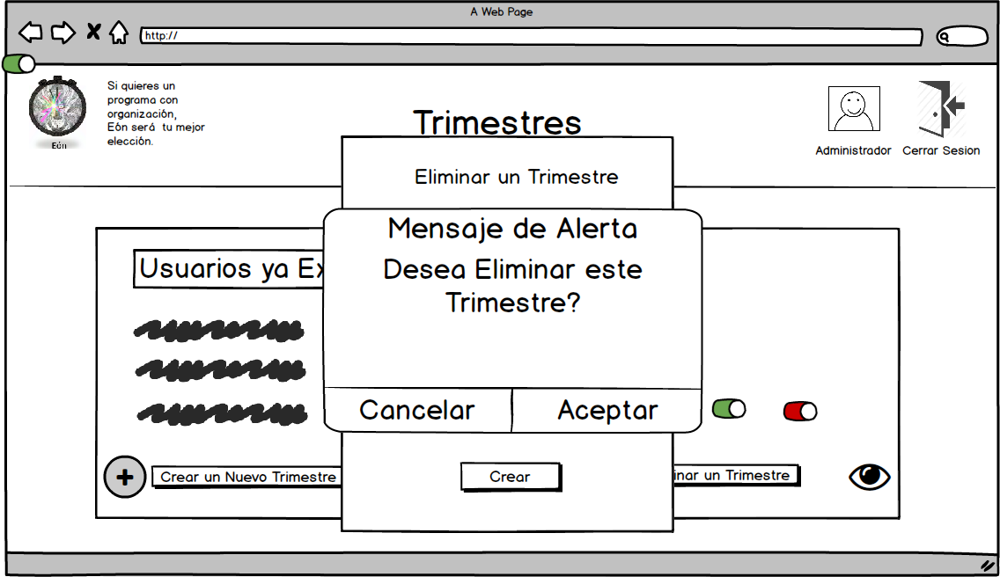 A Web Page
http://
Si quieres un
programa con
organización,
Eón será tu mejor
elección.
Eón
Trimestres
Administrador
Cerrar Sesion
Eliminar un Trimestre
Mensaje de Alerta
Desea Eliminar este
Trimestre?
Usuarios ya Ex
Cancelar
Aceptar
Crear un Nuevo Trimestre
Crear
inar un Trimestre